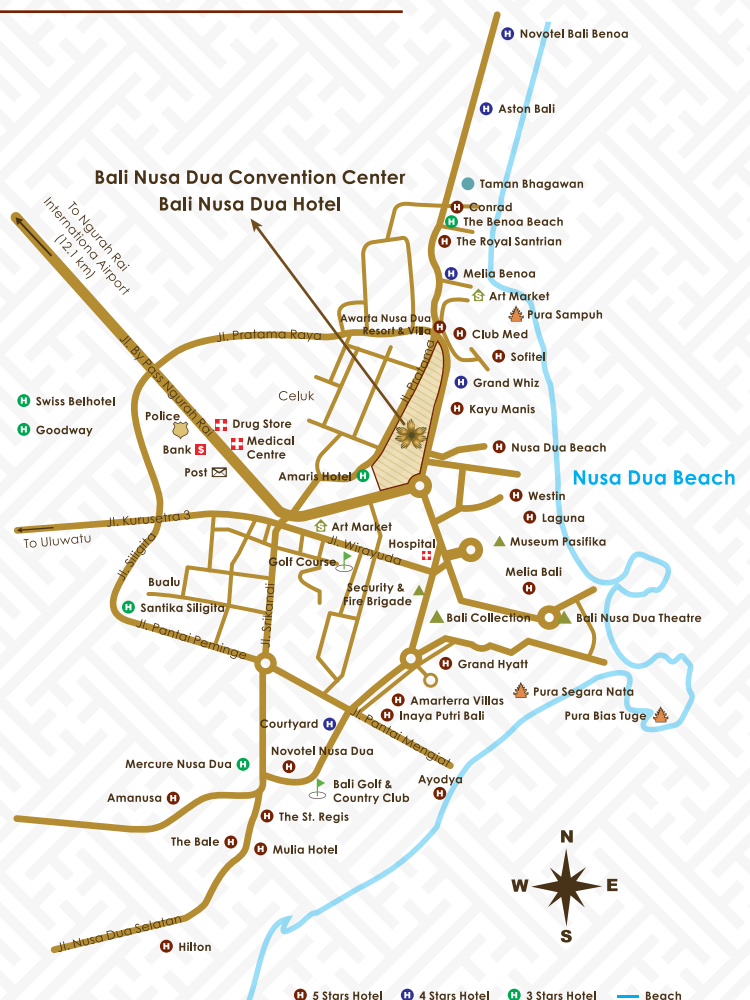 Novotel Bali Benoa
Aston Bali
Bali Nusa Dua Convention Center
Bali Nusa Dua Hotel
Taman Bhagawan
To Ngurah Rai
Internationa Airport
(12.1 km)
Conrad
The Benoa Beach
The Royal Santrian
Melia Benoa
Art Market
Pura Sampuh
Awarta Nusa Dua
Resort & Villa
Club Med
Jl. Pratama Raya
Jl. By Pass Ngurah Rai
Jl. Pratama
Sofitel
Grand Whiz
Celuk
Swiss Belhotel
Kayu Manis
Goodway
Police
Drug Store
Medical
Centre
Bank
Post
Amaris Hotel
Nusa Dua Beach
Nusa Dua Beach
Westin
Laguna
Jl. Kurusetra 3
To Uluwatu
Art Market
Jl. Wirayuda
Hospital
Museum Pasifika
Golf Course
Melia Bali
Jl. Siligita
Bualu
Security &
Fire Brigade
Santika Siligita
Jl. Srikandi
Bali Collection
Bali Nusa Dua Theatre
Jl. Pantai Perminge
Grand Hyatt
Pura Segara Nata
Amarterra Villas
Inaya Putri Bali
Pura Bias Tuge
Courtyard
Jl. Pantai Mengiat
Novotel Nusa Dua
Mercure Nusa Dua
Bali Golf &
Country Club
Ayodya
Amanusa
The St. Regis
The Bale
Mulia Hotel
N
W
E
S
Jl. Nusa Dua Selatan
Hilton
5 Stars Hotel
4 Stars Hotel
3 Stars Hotel
Beach